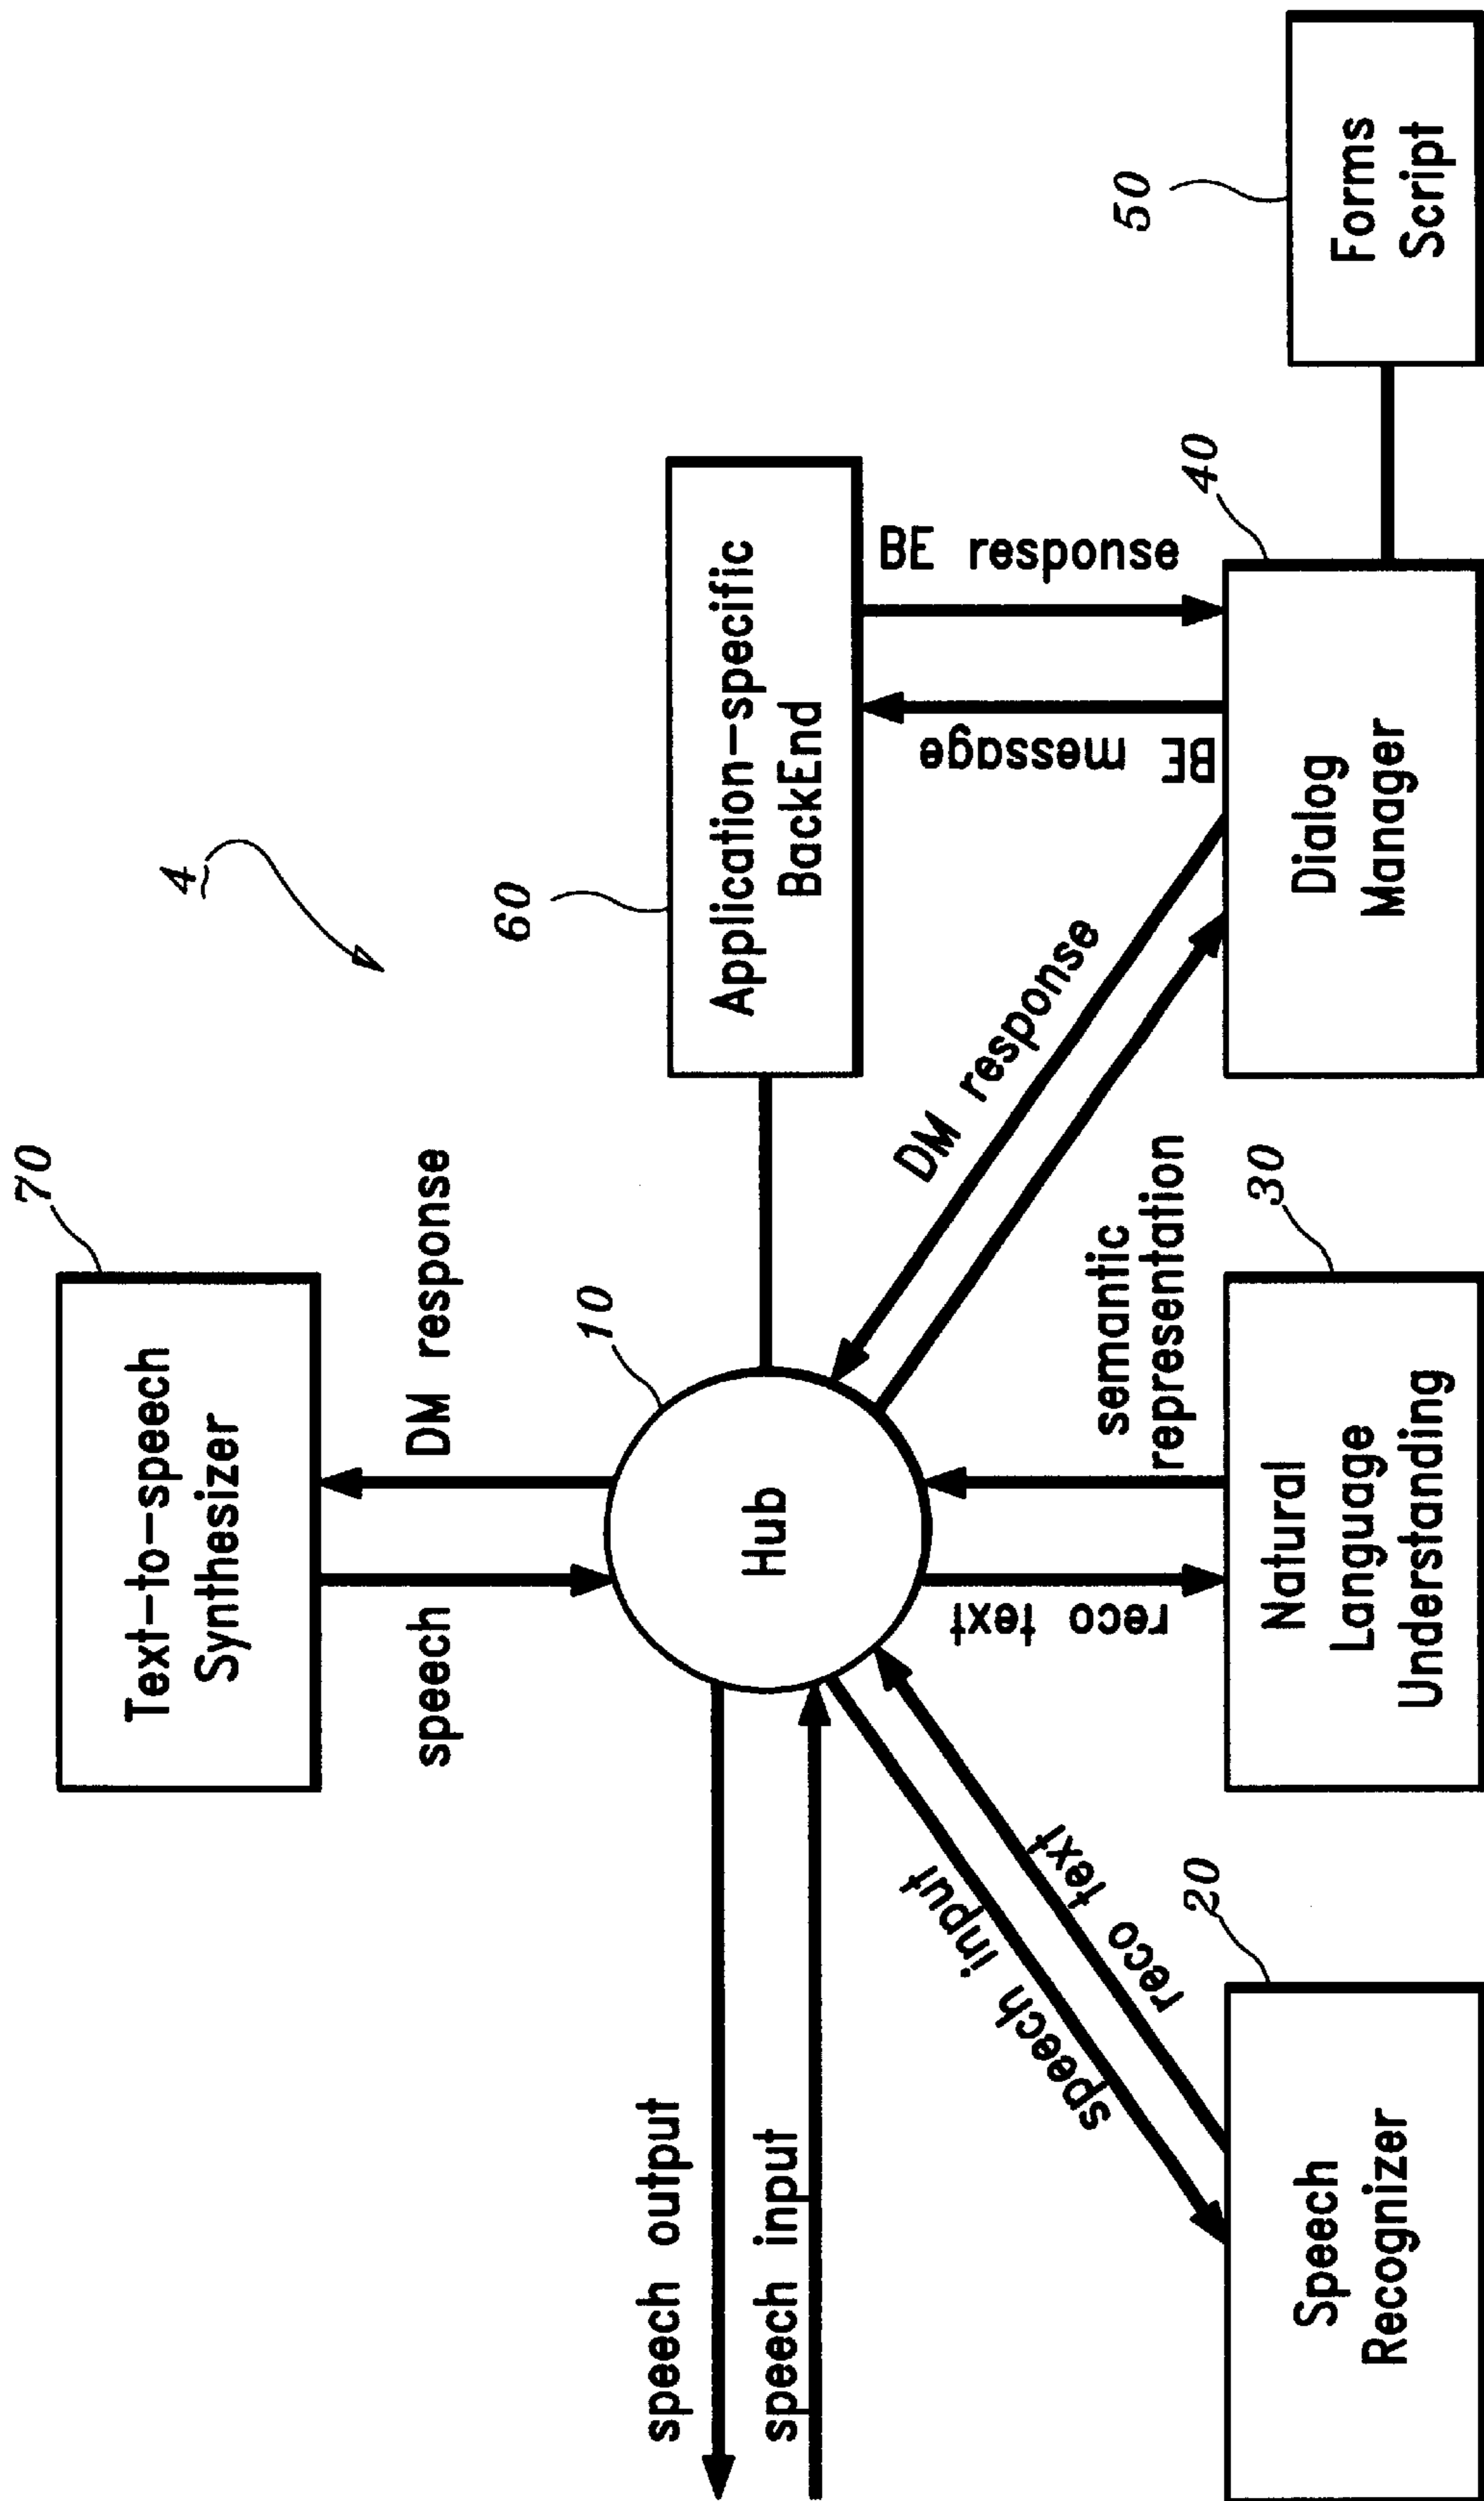 70
Text-to-speech
Synthesizer
4
speech
DM response
60
10
speech output
Application-specific
BackEnd
Hub
speech input
BE response
BE message
DM response
speech input
reco text
reco text
semantic
representation
50
20
30
40
Speech
Recognizer
Natural
Language
Understanding
Dialog
Manager
Forms
Script